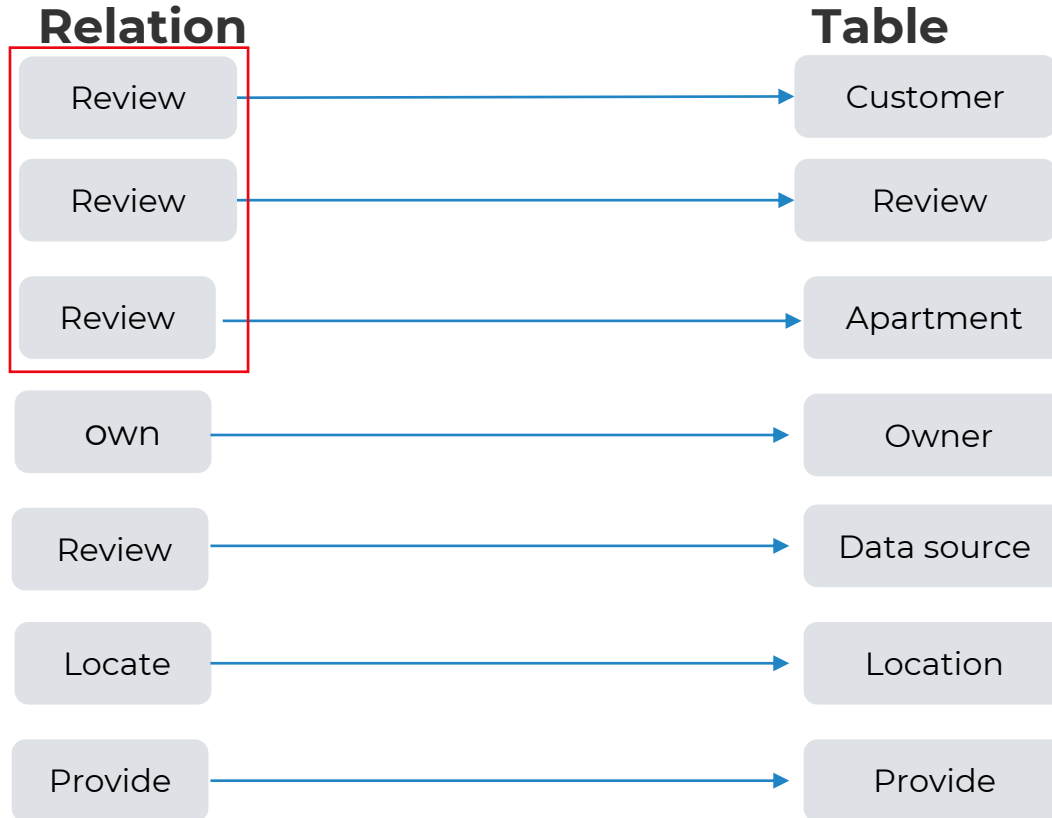 Relation Table
Review Customer
Review Review
Review Apartment
own Owner
Review Data source
Locate Location
Provide Provide